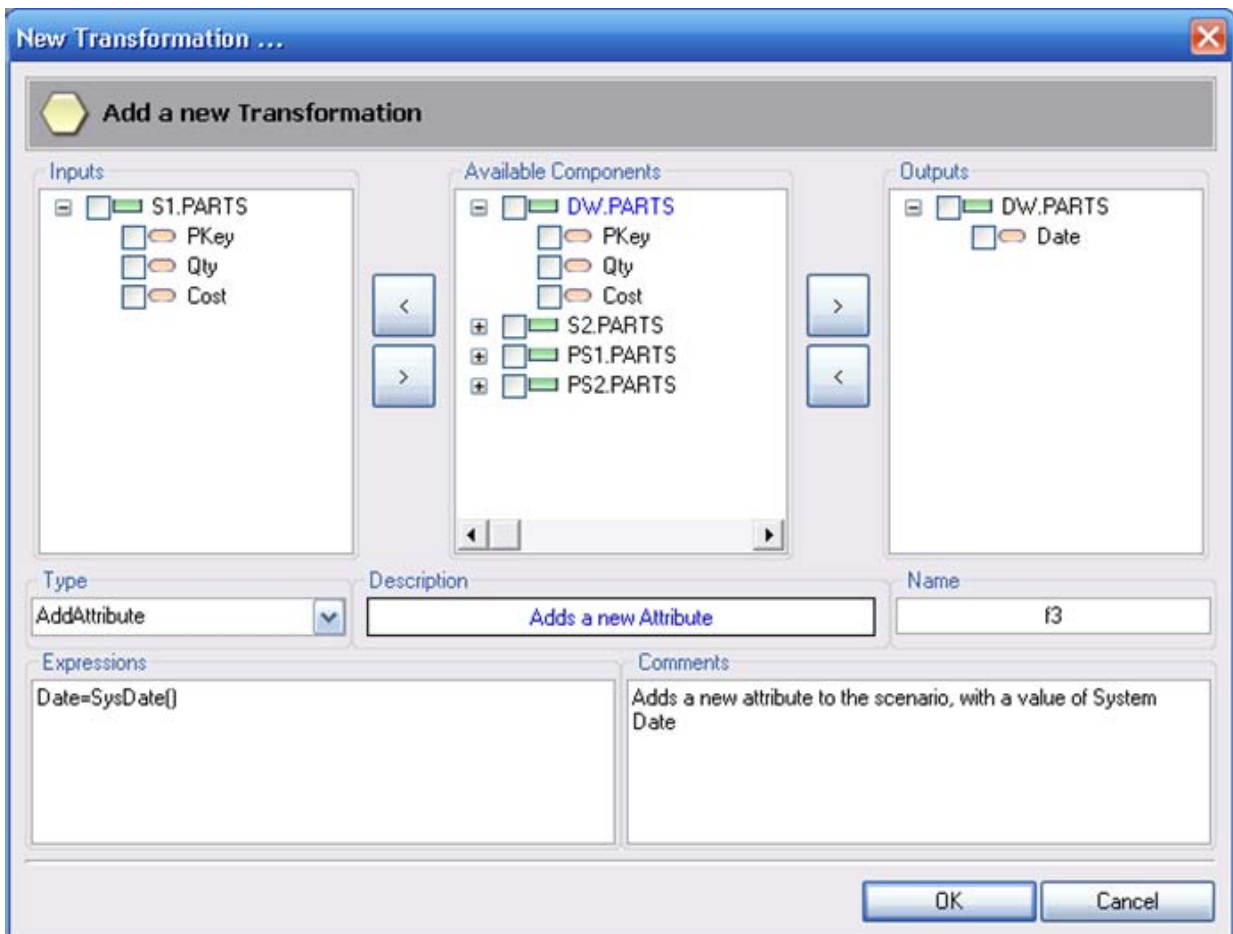 New Transformation ...
Add a new Transformation
Inputs
S1.PARTS
PKey
Qty
Cost
<
>
Available Components
DW.PARTS
PKey
Qty
Cost
S2.PARTS
PS1.PARTS
PS2.PARTS
>
<
Outputs
DW.PARTS
Date
Type
AddAttribute
Description
Adds a new Attribute
Name
f3
Expressions
Date=SysDate()
Comments
Adds a new attribute to the scenario, with a value of System
Date
OK
Cancel